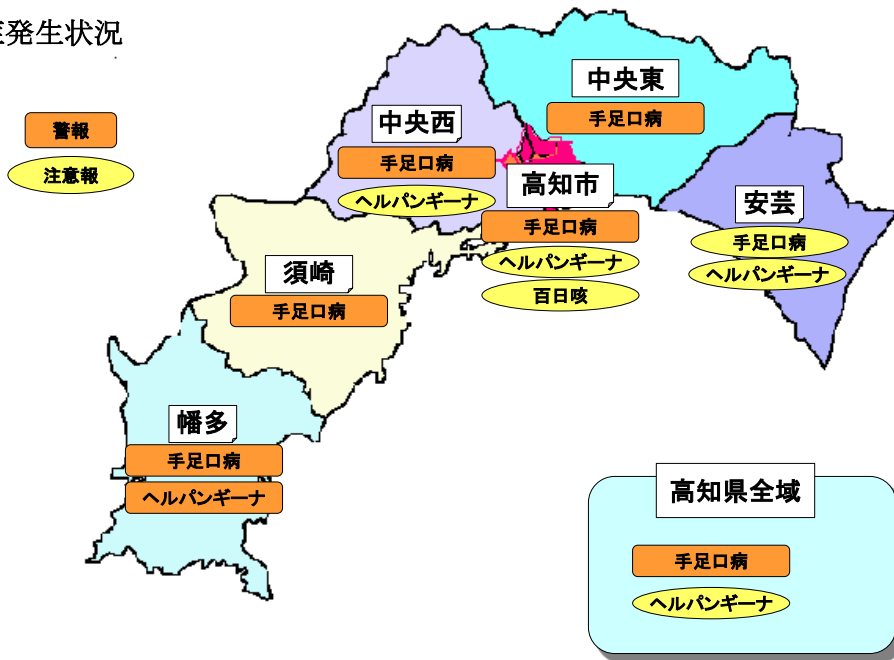 発生状況
警報
注意報
中央東
手足口病
中央西
手足口病
ヘルパンギーナ
高知市
手足口病
ヘルパンギーナ
百日咳
安芸
手足口病
ヘルパンギーナ
須崎
手足口病
幡多
手足口病
ヘルパンギーナ
高知県全域
手足口病
ヘルパンギーナ